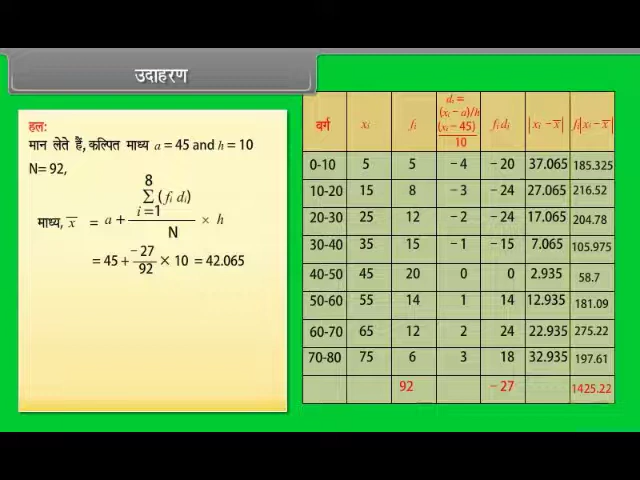 उदाहरण
हल:
मान लेते हैं, कल्पित माध्य a = 45 and h = 10
N= 92,
माध्य, x̅ = a + 8 Σ i=1 (fᵢ dᵢ) / N × h
= 45 + −27/92 × 10 = 42.065
वर्ग xᵢ fᵢ dᵢ = (xᵢ − a)/h (xᵢ − 45)/10 fᵢ dᵢ |xᵢ − x̅| fᵢ|xᵢ − x̅|
0-10 5 5 −4 −20 37.065 185.325
10-20 15 8 −3 −24 27.065 216.52
20-30 25 12 −2 −24 17.065 204.78
30-40 35 15 −1 −15 7.065 105.975
40-50 45 20 0 0 2.935 58.7
50-60 55 14 1 14 12.935 181.09
60-70 65 12 2 24 22.935 275.22
70-80 75 6 3 18 32.935 197.61
92 −27 1425.22